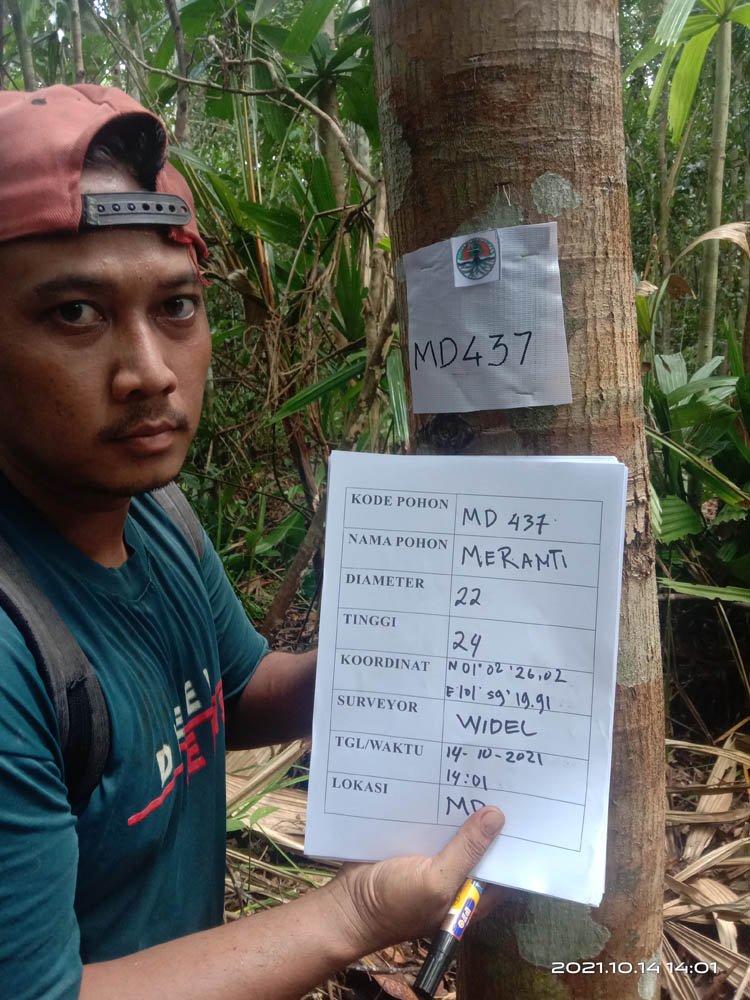 MD437
KODE POHON MD 437.
NAMA POHON MERANTI
DIAMETER 22
TINGGI 24
KOORDINAT N 01° 02 '26,02
E 101° 59' 19.91
SURVEYOR WIDEL
TGL/WAKTU 14-10-2021
14:01
LOKASI MD
2021.10.14 14:01